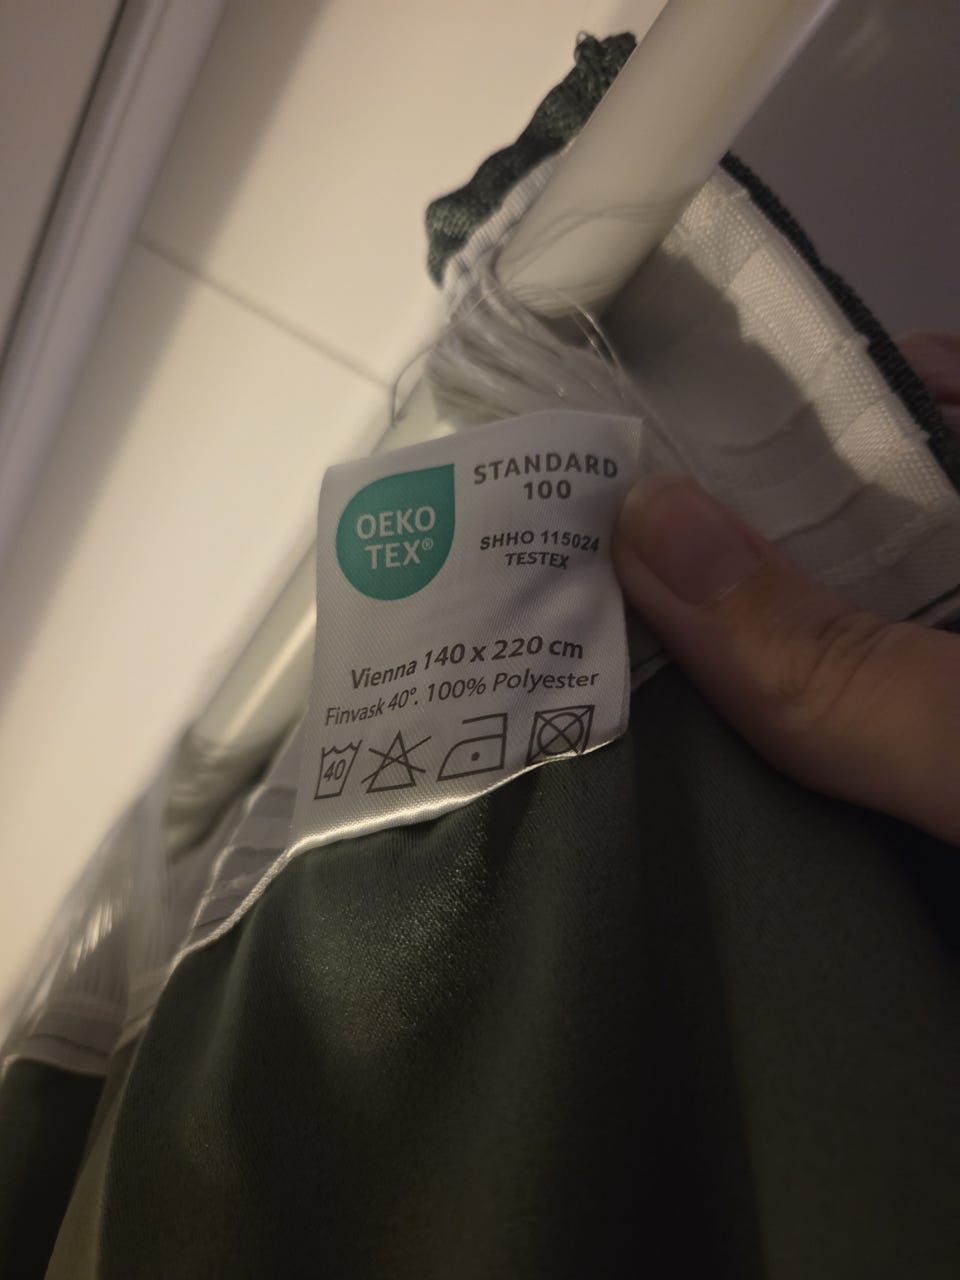 OEKO
TEX®
STANDARD
100
SHHO 115024
TESTEX
Vienna 140 x 220 cm
Finvask 40°. 100% Polyester
40